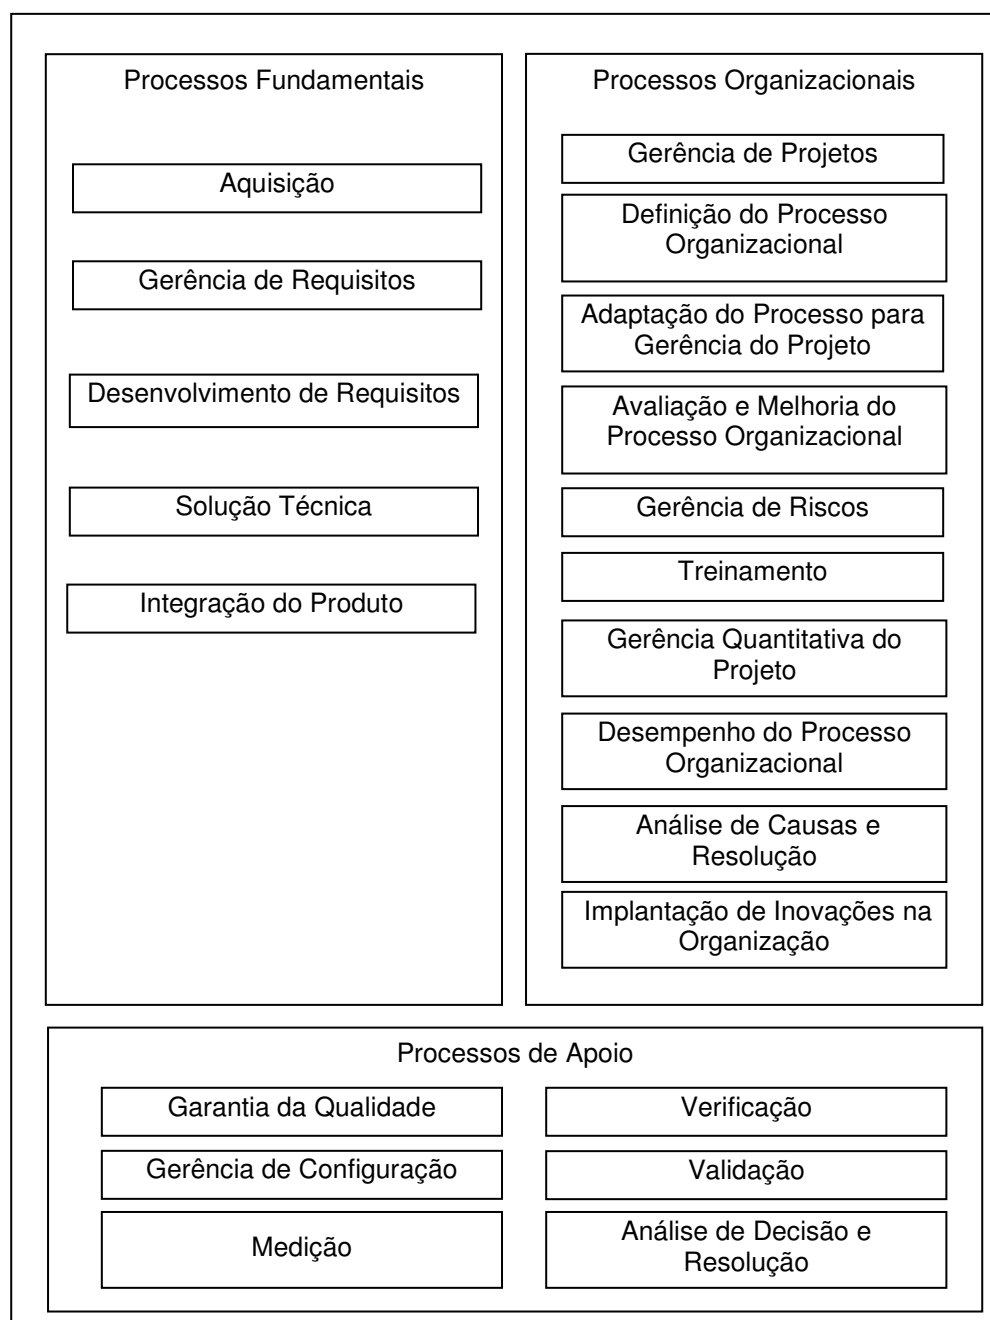 Processos Fundamentais
Aquisição
Gerência de Requisitos
Desenvolvimento de Requisitos
Solução Técnica
Integração do Produto
Processos Organizacionais
Gerência de Projetos
Definição do Processo
Organizacional
Adaptação do Processo para
Gerência do Projeto
Avaliação e Melhoria do
Processo Organizacional
Gerência de Riscos
Treinamento
Gerência Quantitativa do
Projeto
Desempenho do Processo
Organizacional
Análise de Causas e
Resolução
Implantação de Inovações na
Organização
Processos de Apoio
Garantia da Qualidade
Verificação
Gerência de Configuração
Validação
Medição
Análise de Decisão e
Resolução